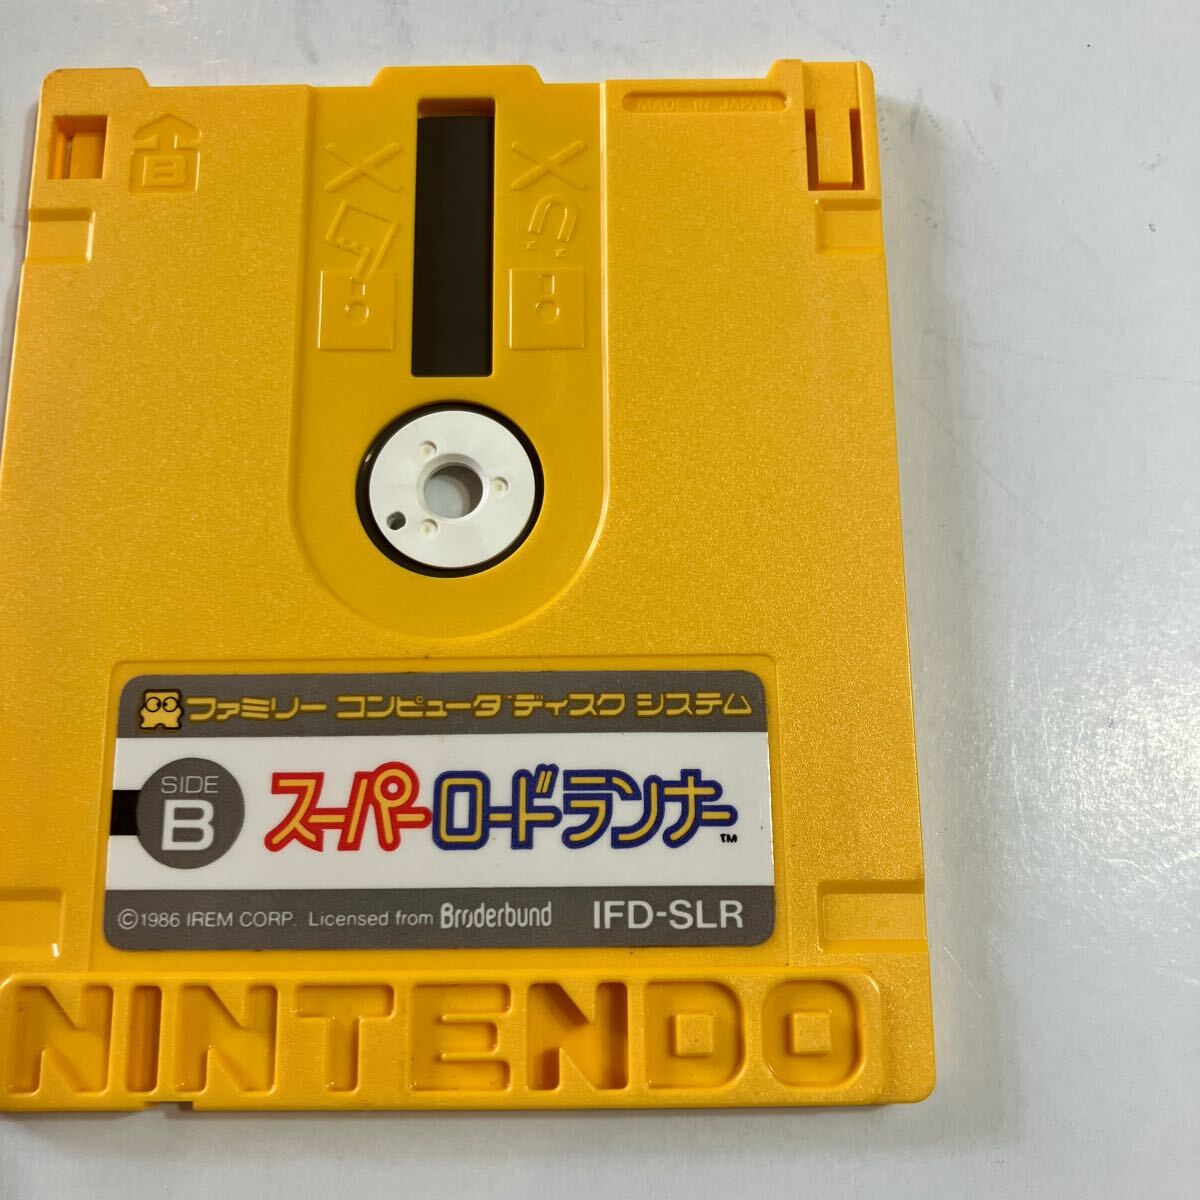 MADE IN JAPAN
B
ファミリー コンピュータ ディスク システム
SIDE
B
スーパーロードランナー™
©1986 IREM CORP. Licensed from Brøderbund IFD-SLR
NINTENDO